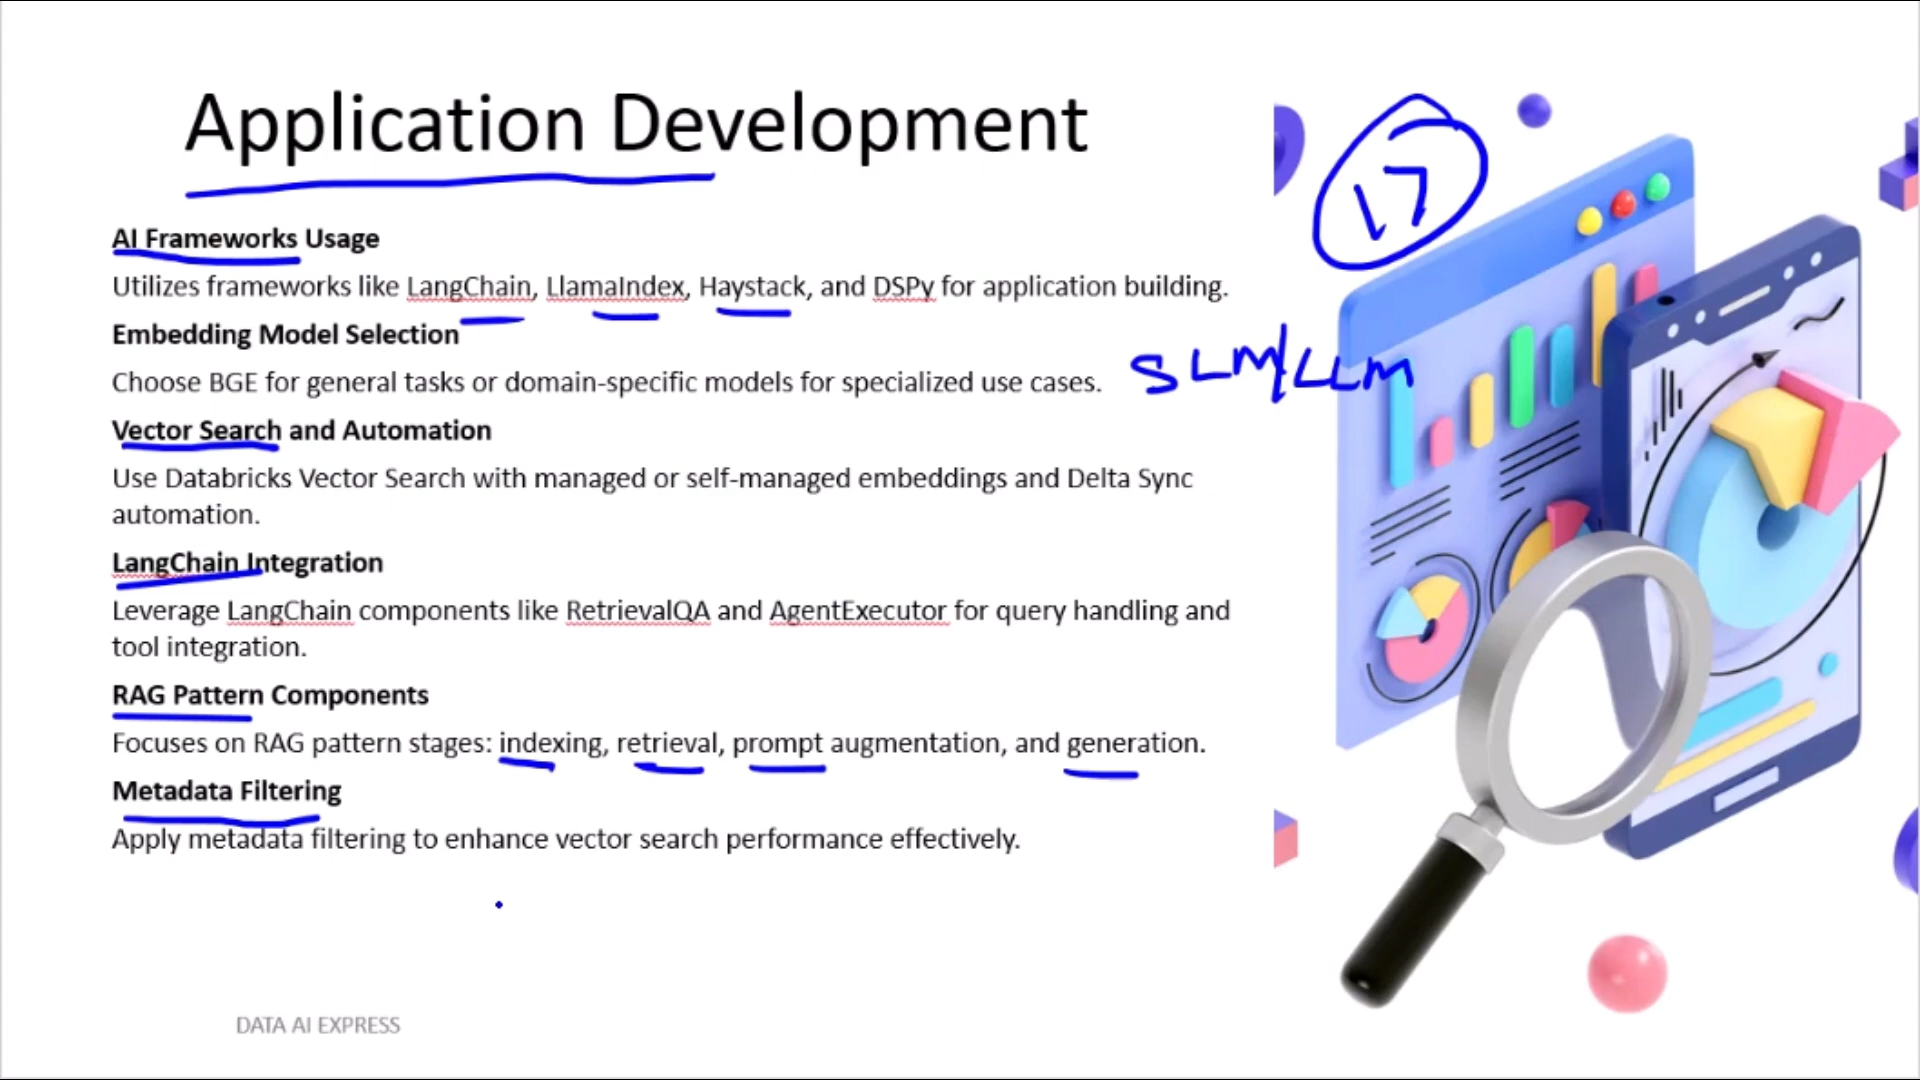 Application Development
17
AI Frameworks Usage
Utilizes frameworks like LangChain, LlamaIndex, Haystack, and DSPy for application building.
Embedding Model Selection
Choose BGE for general tasks or domain-specific models for specialized use cases.
SLM/LLM
Vector Search and Automation
Use Databricks Vector Search with managed or self-managed embeddings and Delta Sync
automation.
LangChain Integration
Leverage LangChain components like RetrievalQA and AgentExecutor for query handling and
tool integration.
RAG Pattern Components
Focuses on RAG pattern stages: indexing, retrieval, prompt augmentation, and generation.
Metadata Filtering
Apply metadata filtering to enhance vector search performance effectively.
DATA AI EXPRESS